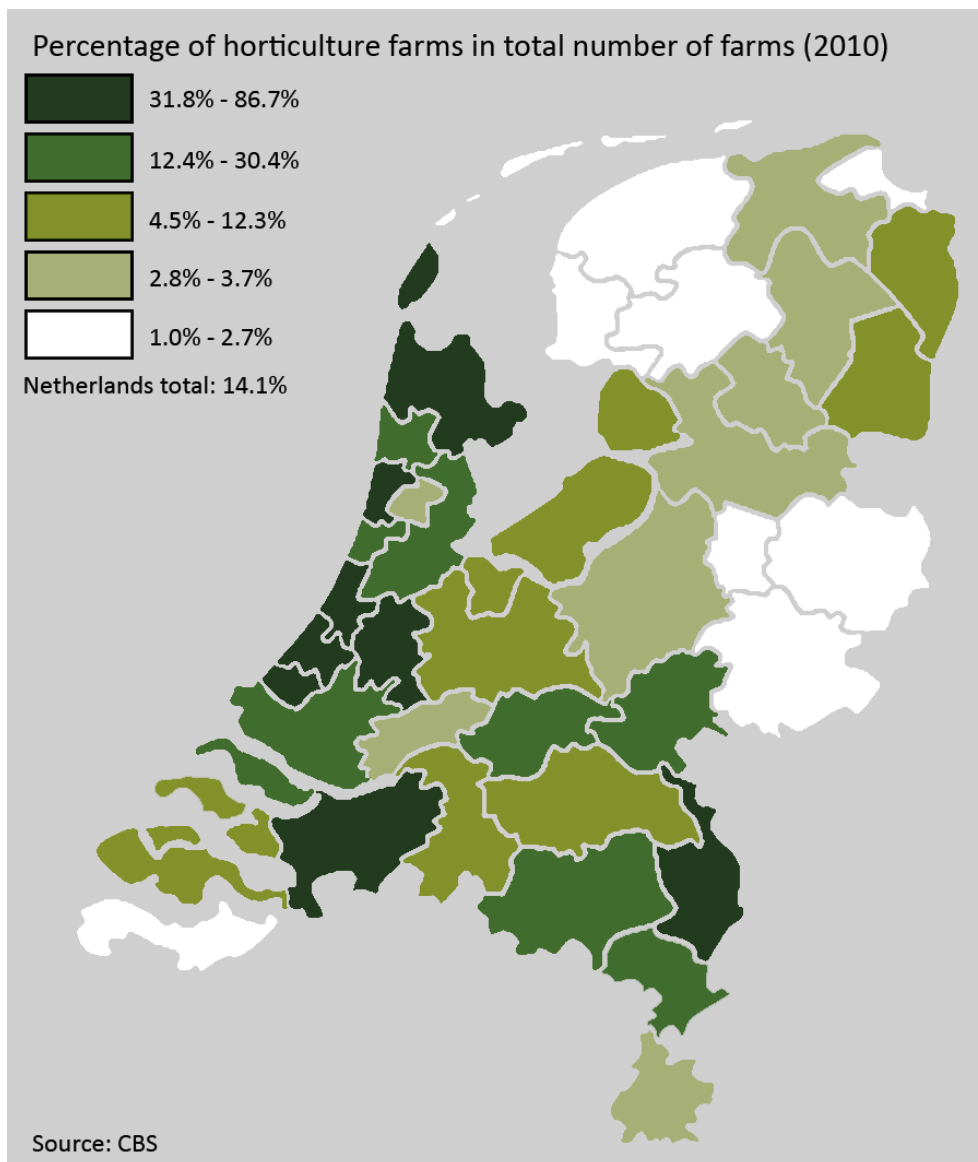 Percentage of horticulture farms in total number of farms (2010)
31.8% - 86.7%
12.4% - 30.4%
4.5% - 12.3%
2.8% - 3.7%
1.0% - 2.7%
Netherlands total: 14.1%
Source: CBS